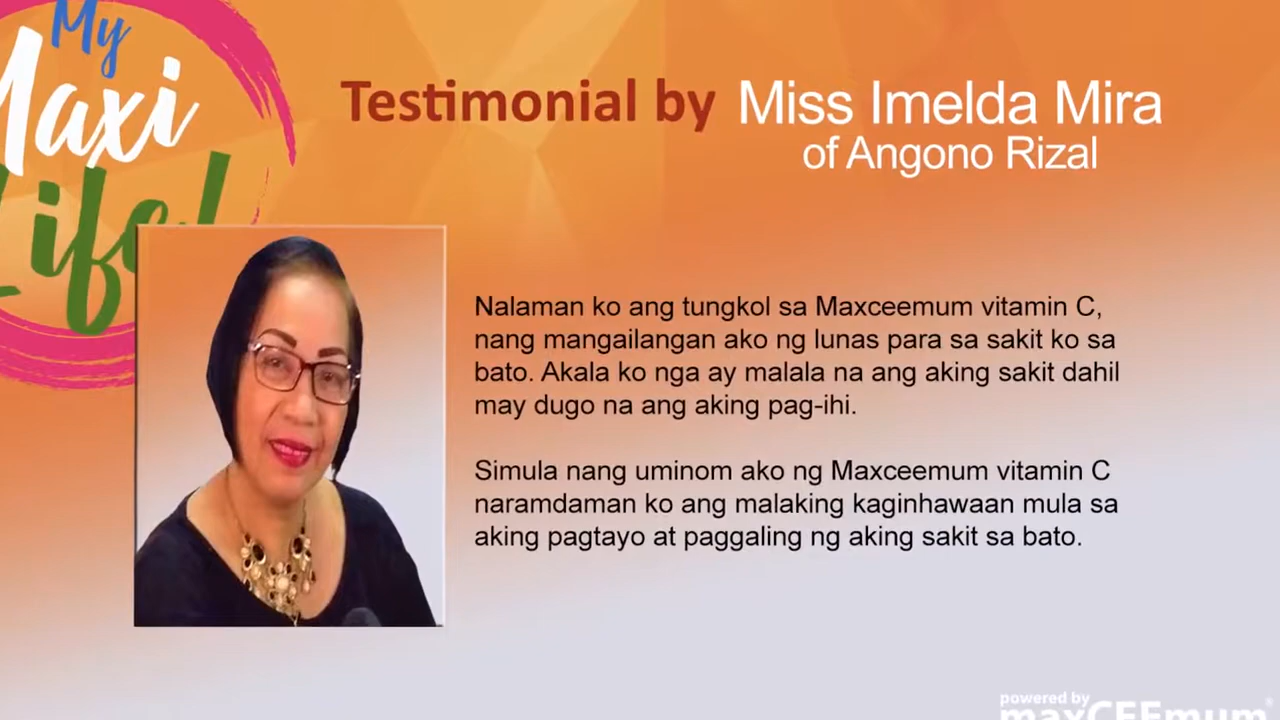 My
Maxi
Life!
Testimonial by Miss Imelda Mira
of Angono Rizal
Nalaman ko ang tungkol sa Maxceemum vitamin C,
nang mangailangan ako ng lunas para sa sakit ko sa
bato. Akala ko nga ay malala na ang aking sakit dahil
may dugo na ang aking pag-ihi.
Simula nang uminom ako ng Maxceemum vitamin C
naramdaman ko ang malaking kaginhawaan mula sa
aking pagtayo at paggaling ng aking sakit sa bato.
powered by
maxCEEmum®